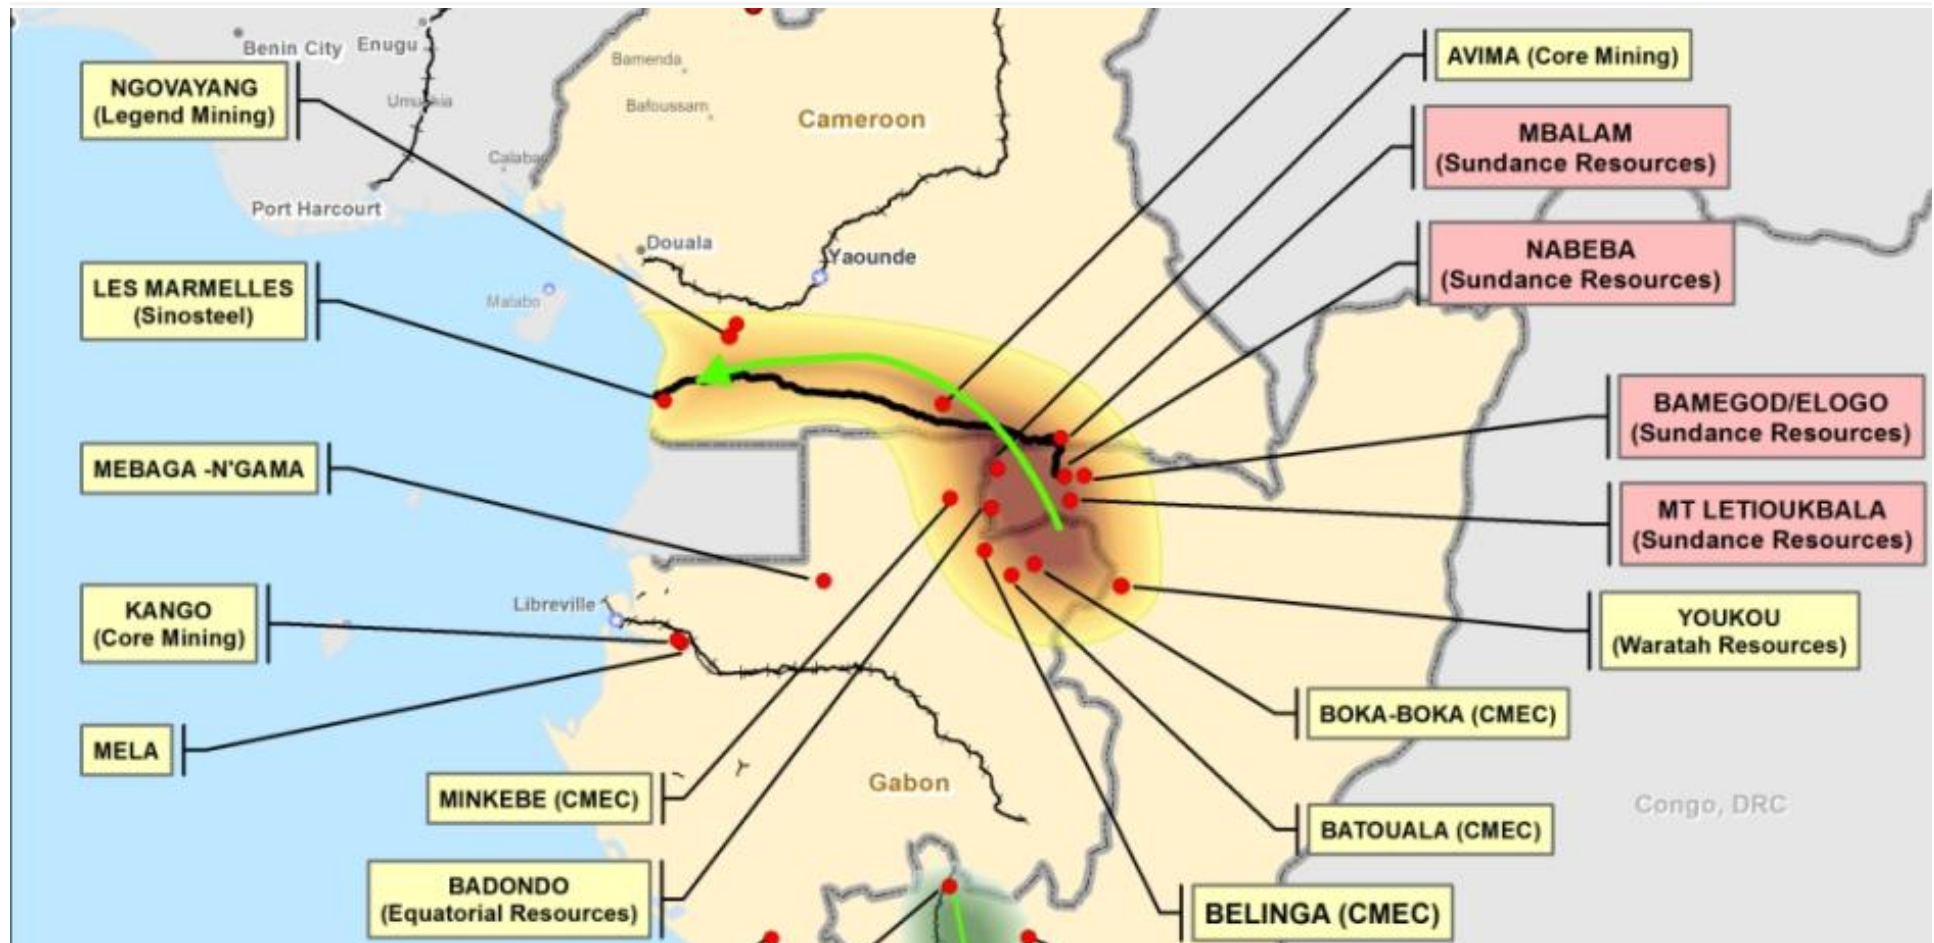 Benin City
Enugu
Bamenda
Umuahia
Bafoussam
Cameroon
Calabar
Port Harcourt
Douala
Yaounde
Malabo
NGOVAYANG
(Legend Mining)
LES MARMELLES
(Sinosteel)
MEBAGA -N'GAMA
Libreville
KANGO
(Core Mining)
MELA
MINKEBE (CMEC)
BADONDO
(Equatorial Resources)
Gabon
AVIMA (Core Mining)
MBALAM
(Sundance Resources)
NABEBA
(Sundance Resources)
BAMEGOD/ELOGO
(Sundance Resources)
MT LETIOUKBALA
(Sundance Resources)
YOUKOU
(Waratah Resources)
BOKA-BOKA (CMEC)
BATOUALA (CMEC)
BELINGA (CMEC)
Congo, DRC